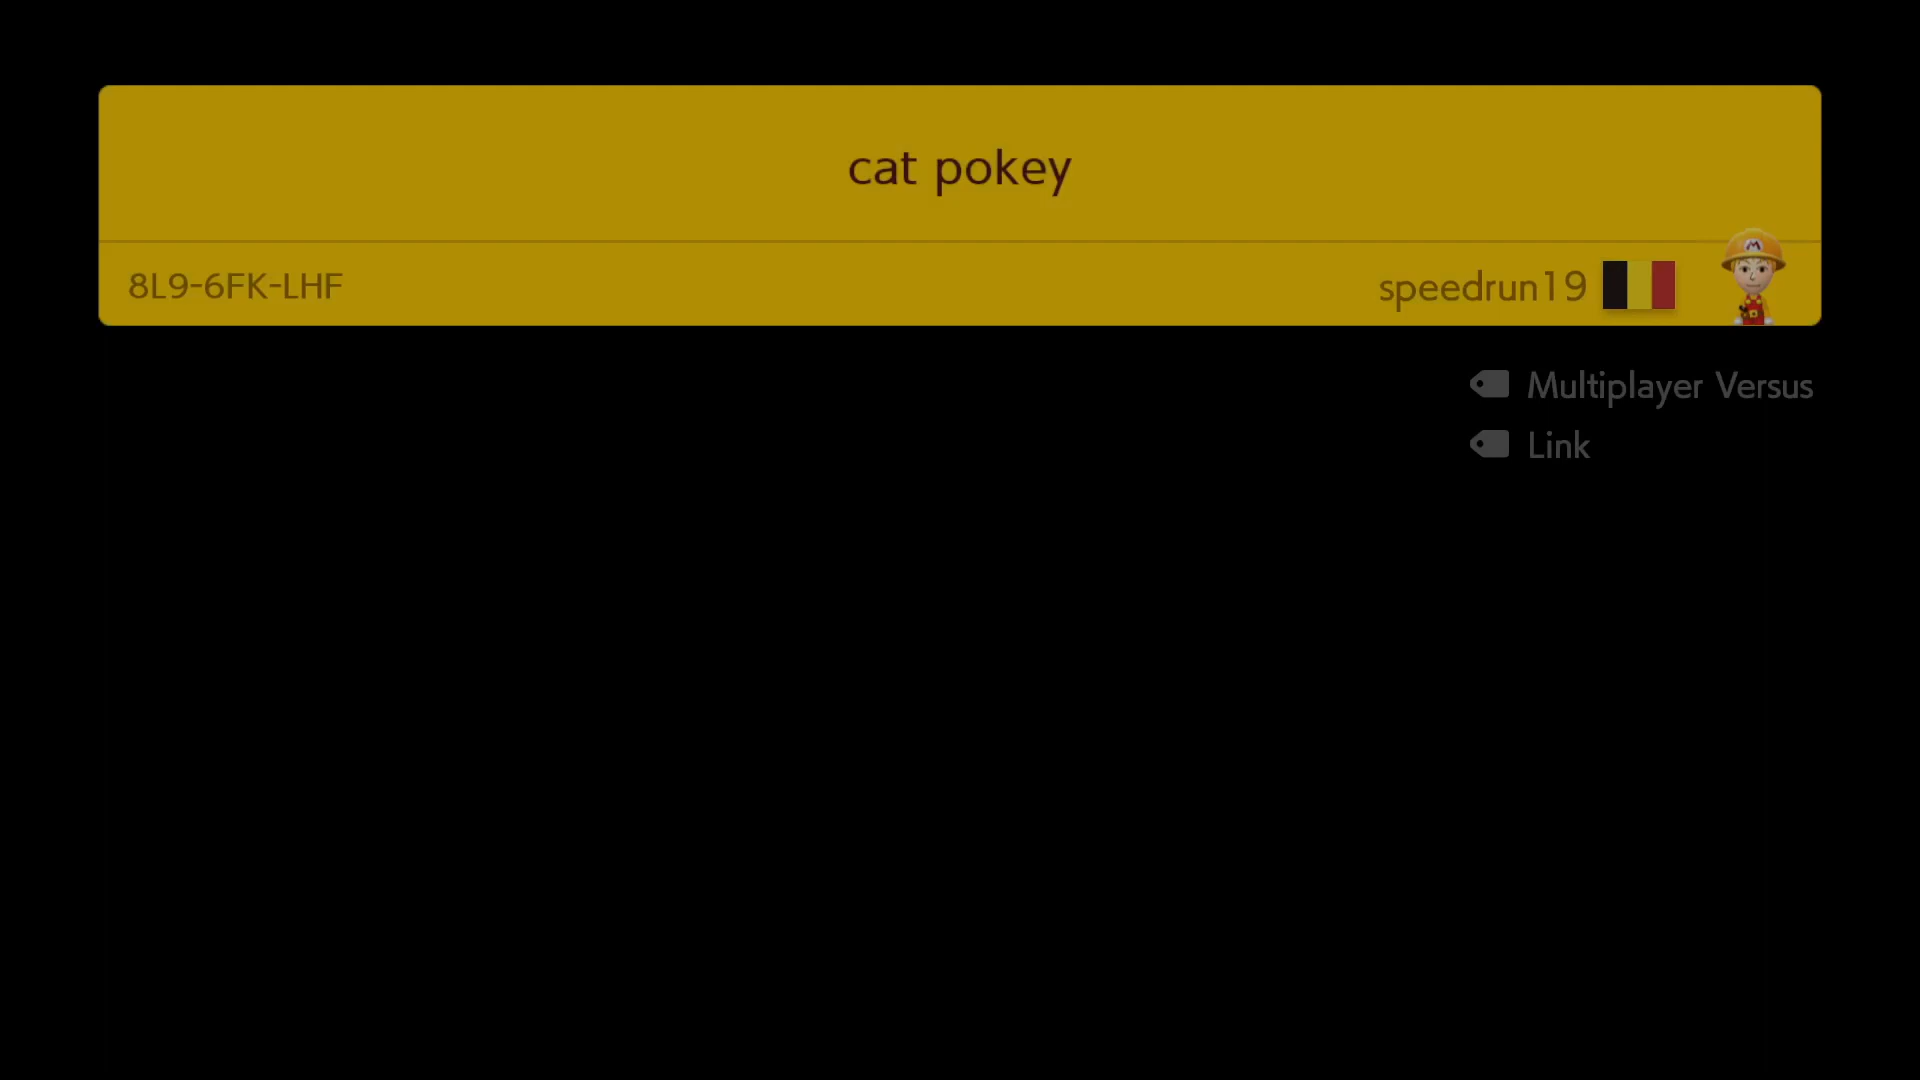 cat pokey
8L9-6FK-LHF
speedrun19
Multiplayer Versus
Link